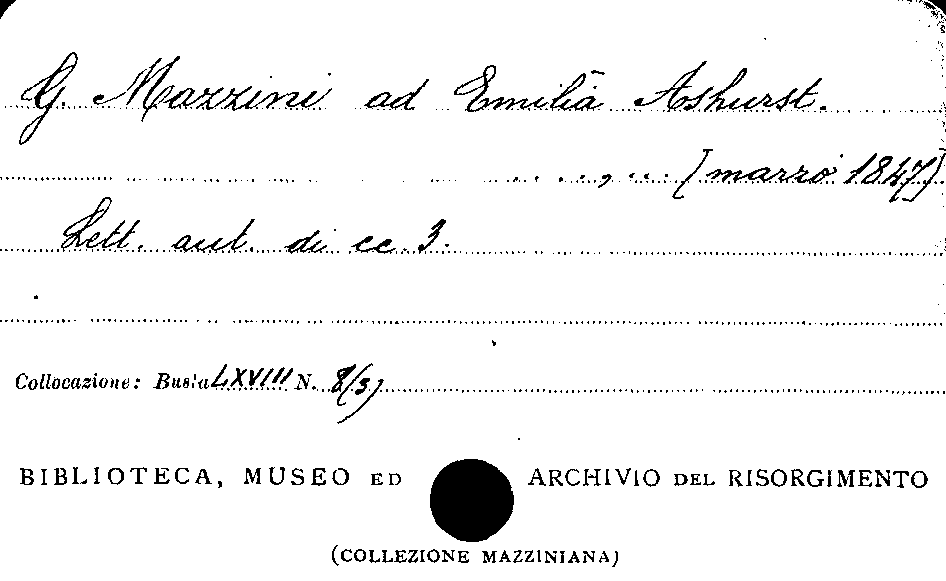 G. Mazzini ad Emilia Ashurst.
...., ... [marzo 1847]
Lett. aut. di cc. 3.
Collocazione: Busta LXVIII N. 8(3)
BIBLIOTECA, MUSEO ED ARCHIVIO DEL RISORGIMENTO
(COLLEZIONE MAZZINIANA)